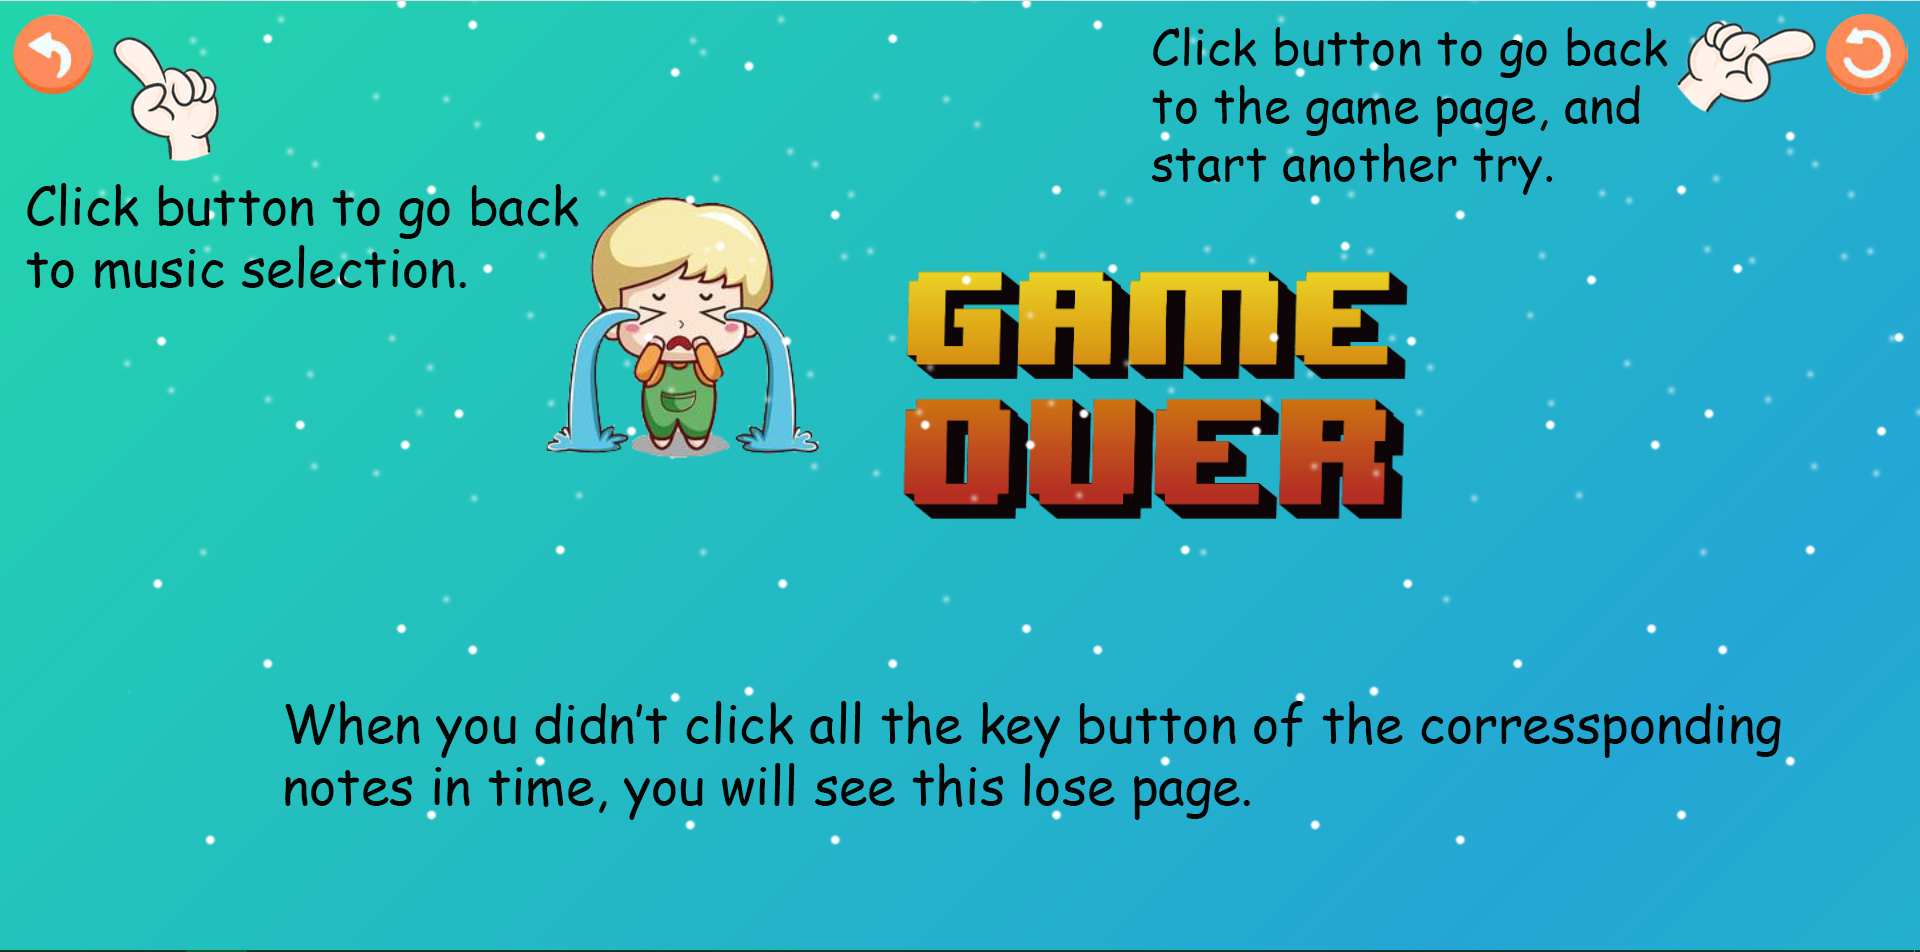 Click button to go back
to the game page, and
start another try.
Click button to go back
to music selection.
GAME
OVER
When you didn't click all the key button of the corressponding
notes in time, you will see this lose page.